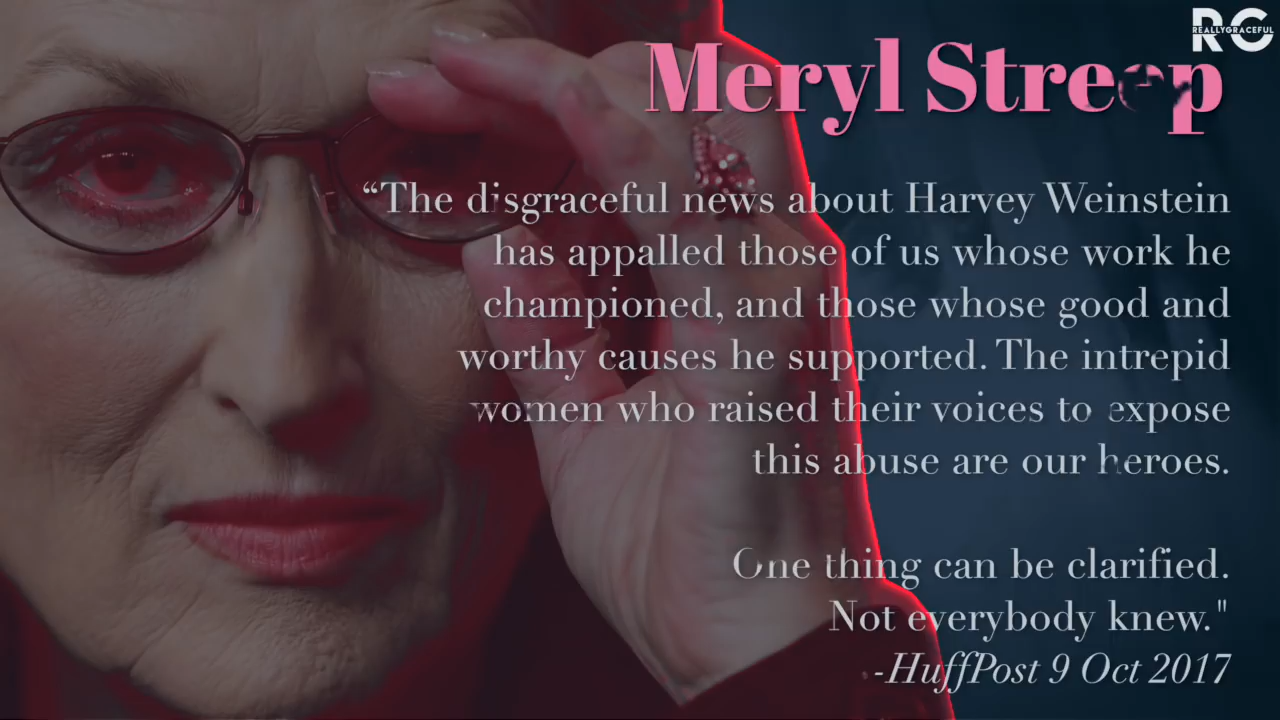 RG
REALLYGRACEFUL
Meryl Streep
“The disgraceful news about Harvey Weinstein
has appalled those of us whose work he
championed, and those whose good and
worthy causes he supported. The intrepid
women who raised their voices to expose
this abuse are our heroes.
One thing can be clarified.
Not everybody knew."
-HuffPost 9 Oct 2017